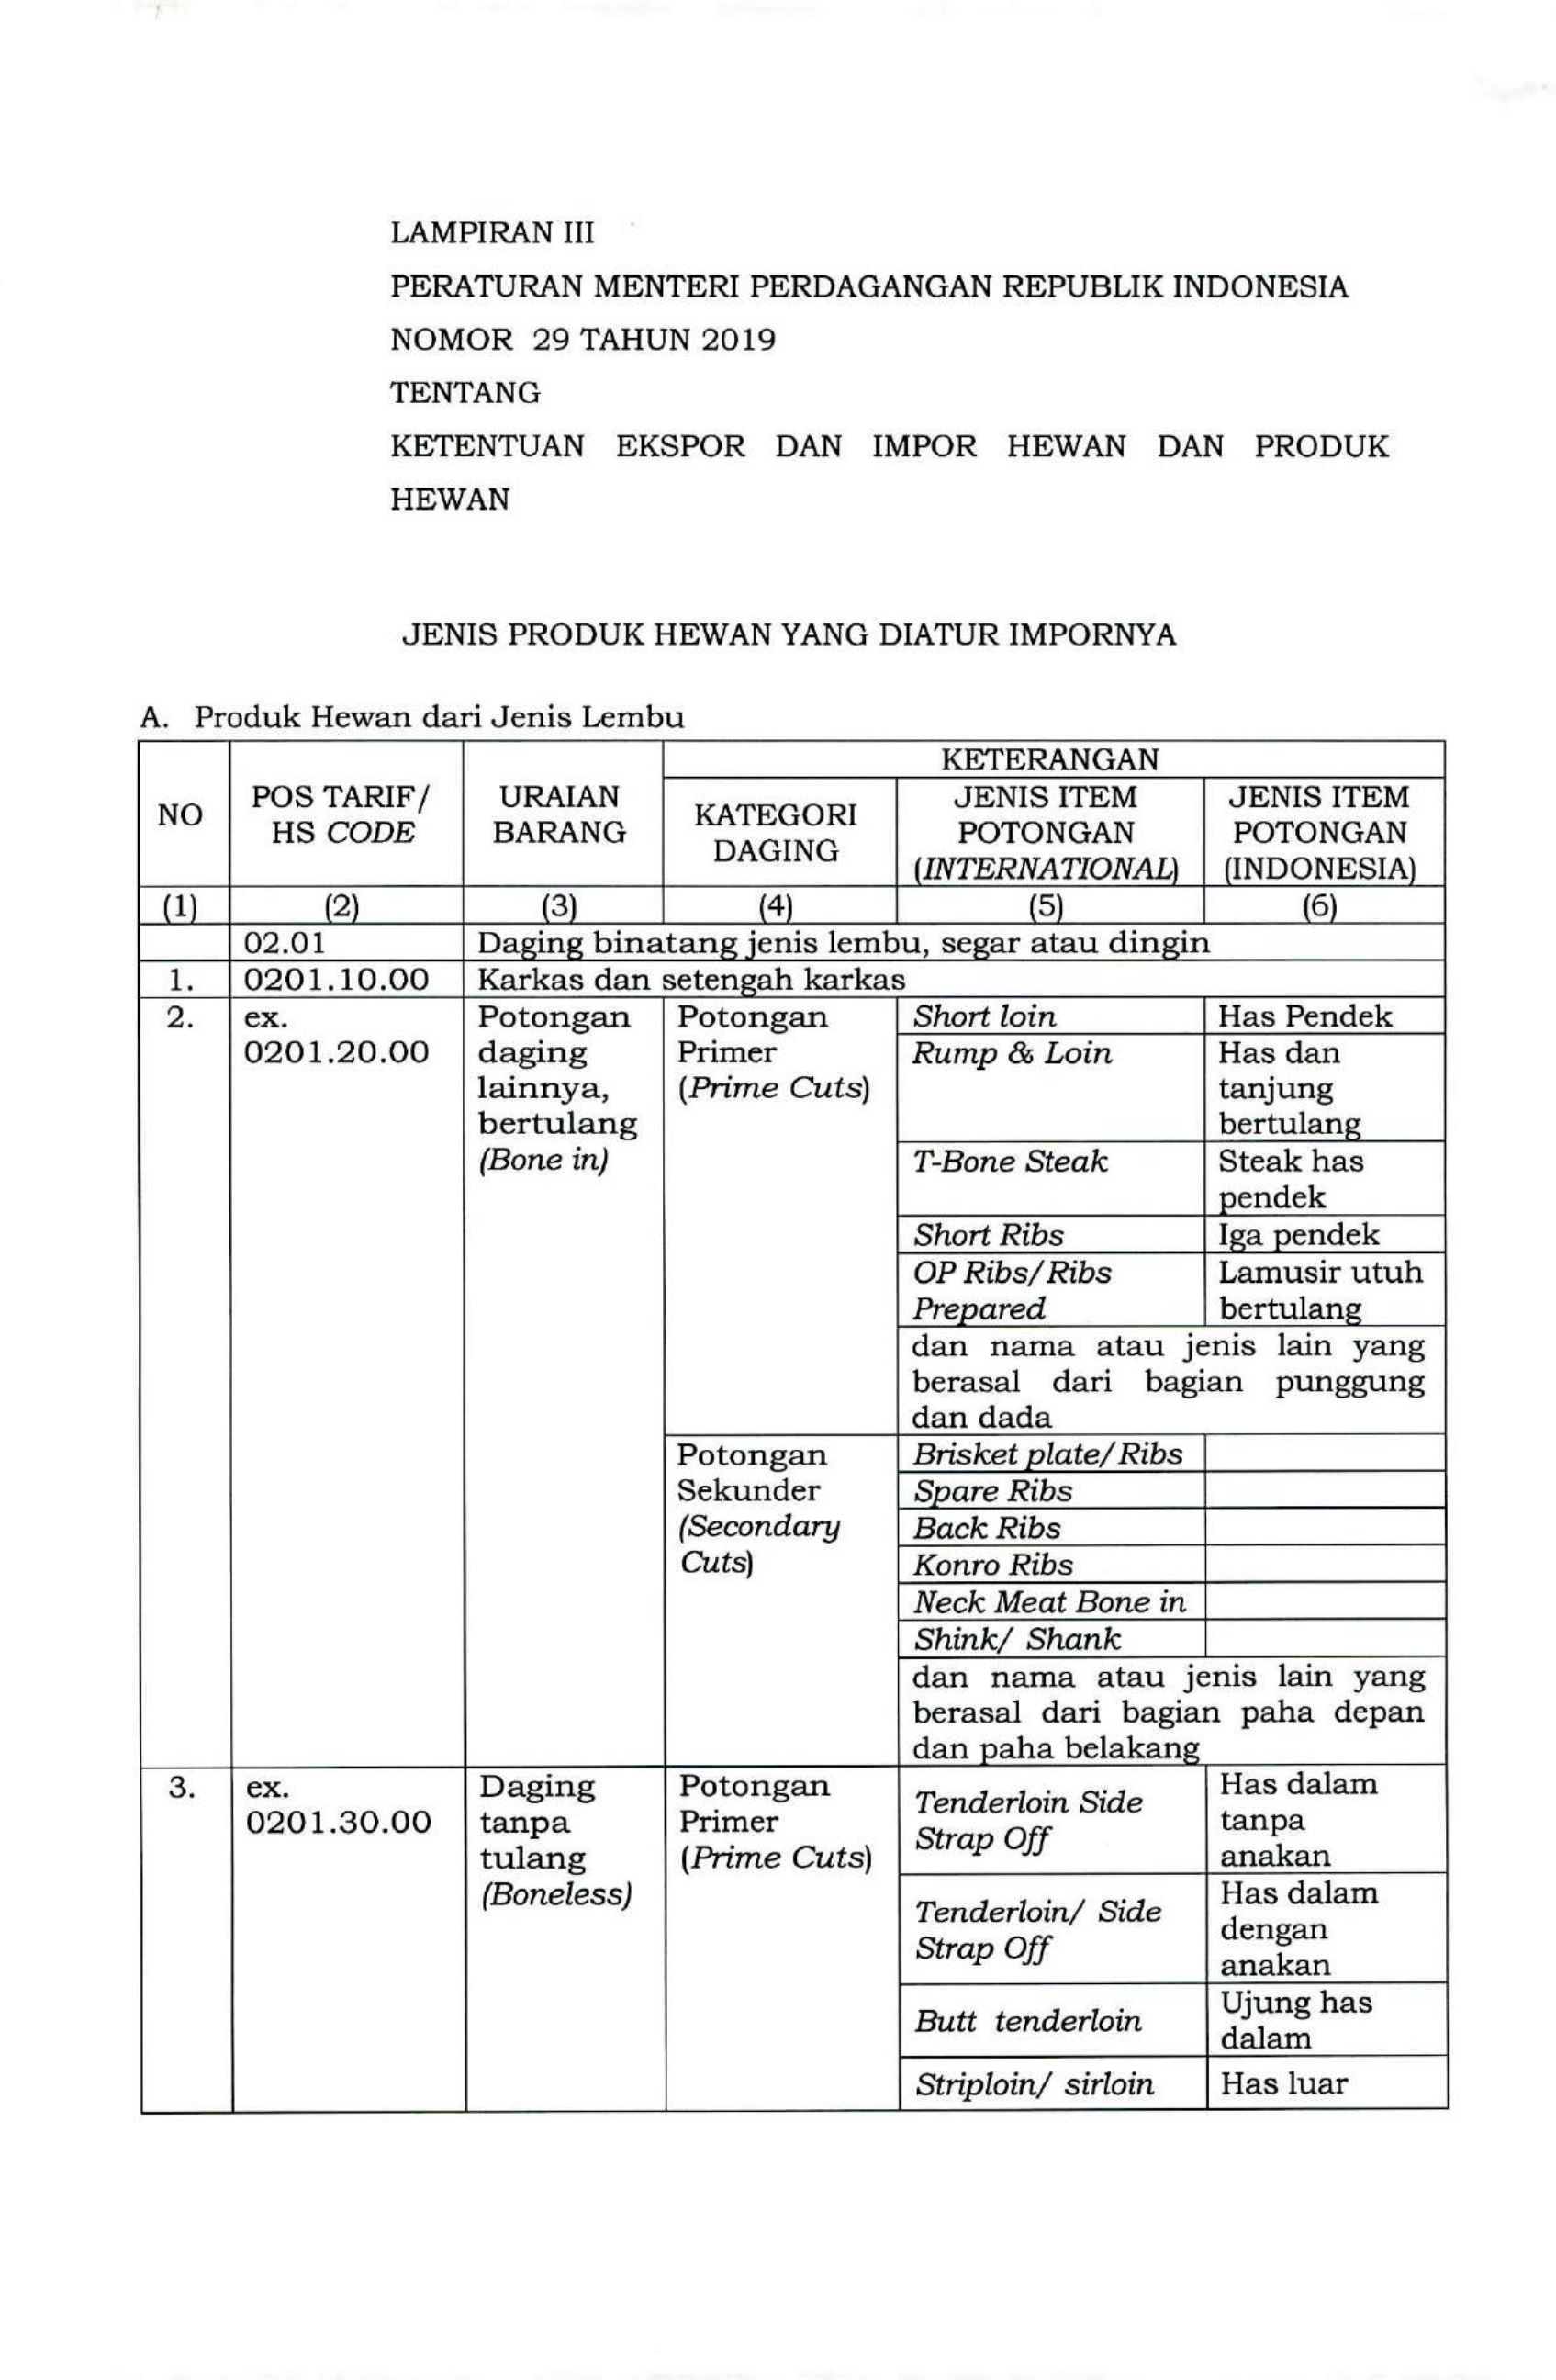 LAMPIRAN III
PERATURAN MENTERI PERDAGANGAN REPUBLIK INDONESIA
NOMOR 29 TAHUN 2019
TENTANG
KETENTUAN EKSPOR DAN IMPOR HEWAN DAN PRODUK
HEWAN
JENIS PRODUK HEWAN YANG DIATUR IMPORNYA
A. Produk Hewan dari Jenis Lembu
NO
POS TARIF/
HS CODE
URAIAN
BARANG
KETERANGAN
KATEGORI
DAGING
JENIS ITEM
POTONGAN
(INTERNATIONAL)
JENIS ITEM
POTONGAN
(INDONESIA)
(1) (2) (3) (4) (5) (6)
02.01 Daging binatang jenis lembu, segar atau dingin
1. 0201.10.00 Karkas dan setengah karkas
2.
ex.
0201.20.00
Potongan
daging
lainnya,
bertulang
(Bone in)
Potongan
Primer
(Prime Cuts)
Short loin
Has Pendek
Rump & Loin
Has dan
tanjung
bertulang
T-Bone Steak
Steak has
pendek
Short Ribs
Iga pendek
OP Ribs/Ribs
Prepared
Lamusir utuh
bertulang
dan nama atau jenis lain yang
berasal dari bagian punggung
dan dada
Potongan
Sekunder
(Secondary
Cuts)
Brisket plate/Ribs
Spare Ribs
Back Ribs
Konro Ribs
Neck Meat Bone in
Shink/ Shank
dan nama atau jenis lain yang
berasal dari bagian paha depan
dan paha belakang
3.
ex.
0201.30.00
Daging
tanpa
tulang
(Boneless)
Potongan
Primer
(Prime Cuts)
Tenderloin Side
Strap Off
Has dalam
tanpa
anakan
Tenderloin/ Side
Strap Off
Has dalam
dengan
anakan
Butt tenderloin
Ujung has
dalam
Striploin/ sirloin
Has luar